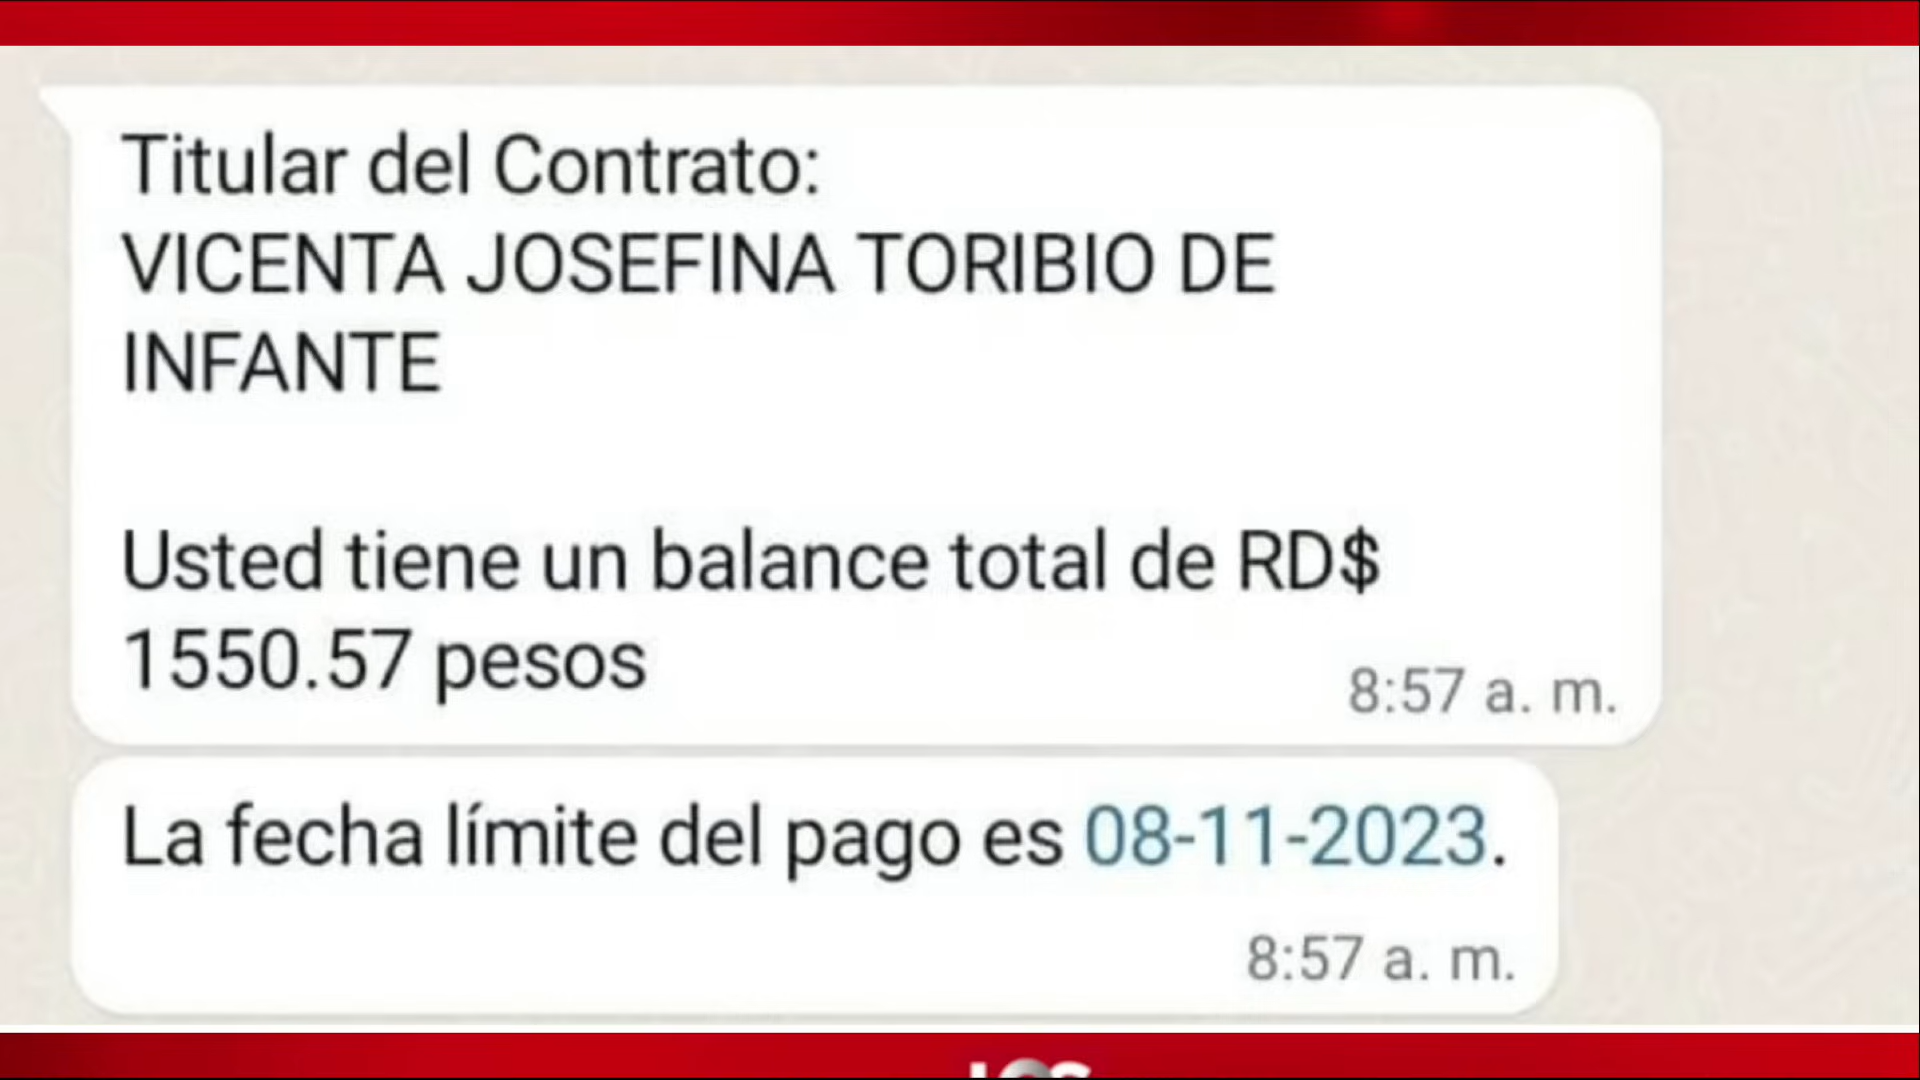 Titular del Contrato:
VICENTA JOSEFINA TORIBIO DE
INFANTE
Usted tiene un balance total de RD$
1550.57 pesos
8:57 a. m.
La fecha límite del pago es 08-11-2023.
8:57 a. m.